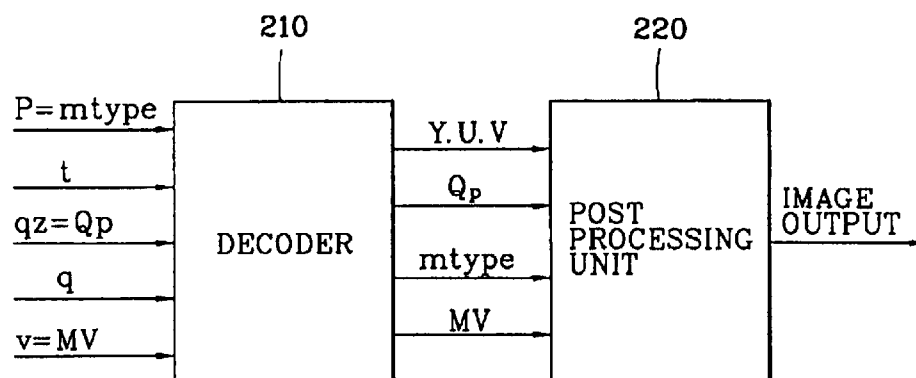 210
220
P=mtype
t
qz=Qp
q
v=MV
DECODER
Y.U.V
Qp
mtype
MV
POST
PROCESSING
UNIT
IMAGE
OUTPUT